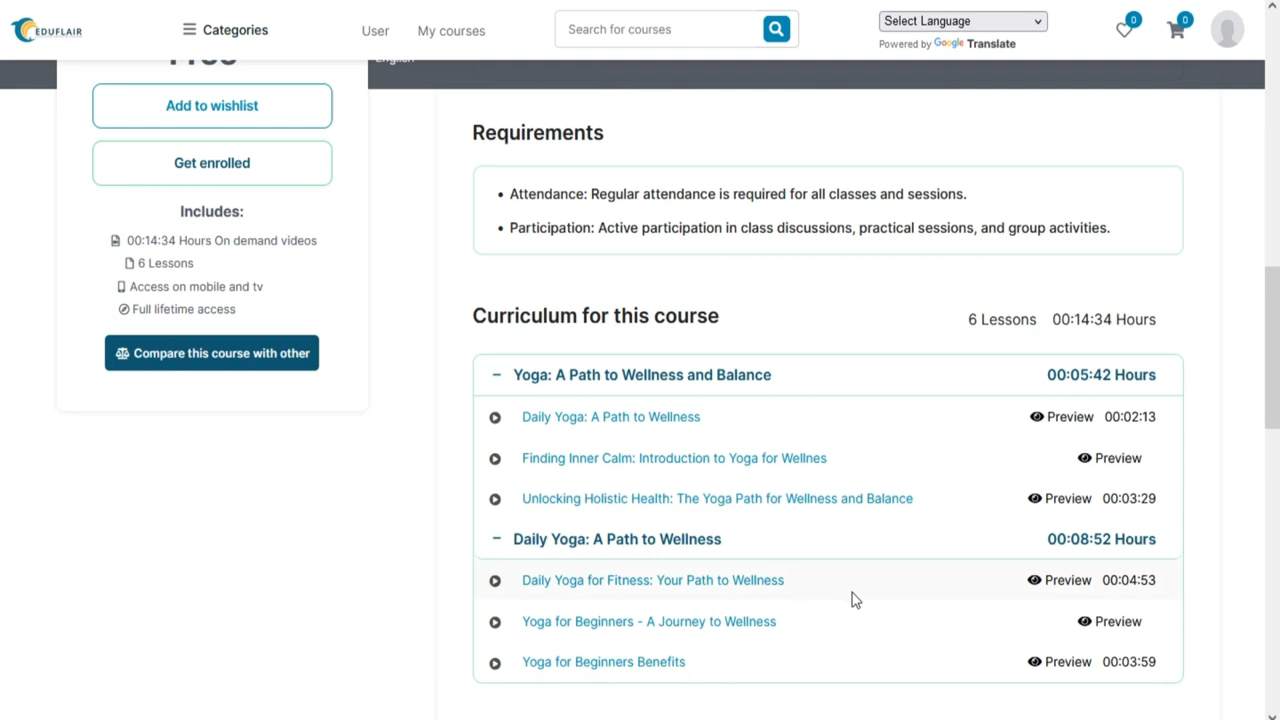 EDUFLAIR
Categories
User
My courses
Search for courses
Select Language
Powered by Google Translate
0
0
Free
English
Add to wishlist
Get enrolled
Includes:
00:14:34 Hours On demand videos
6 Lessons
Access on mobile and tv
Full lifetime access
Compare this course with other
Requirements
• Attendance: Regular attendance is required for all classes and sessions.
• Participation: Active participation in class discussions, practical sessions, and group activities.
Curriculum for this course
6 Lessons 00:14:34 Hours
− Yoga: A Path to Wellness and Balance 00:05:42 Hours
Daily Yoga: A Path to Wellness Preview 00:02:13
Finding Inner Calm: Introduction to Yoga for Wellnes Preview
Unlocking Holistic Health: The Yoga Path for Wellness and Balance Preview 00:03:29
− Daily Yoga: A Path to Wellness 00:08:52 Hours
Daily Yoga for Fitness: Your Path to Wellness Preview 00:04:53
Yoga for Beginners - A Journey to Wellness Preview
Yoga for Beginners Benefits Preview 00:03:59